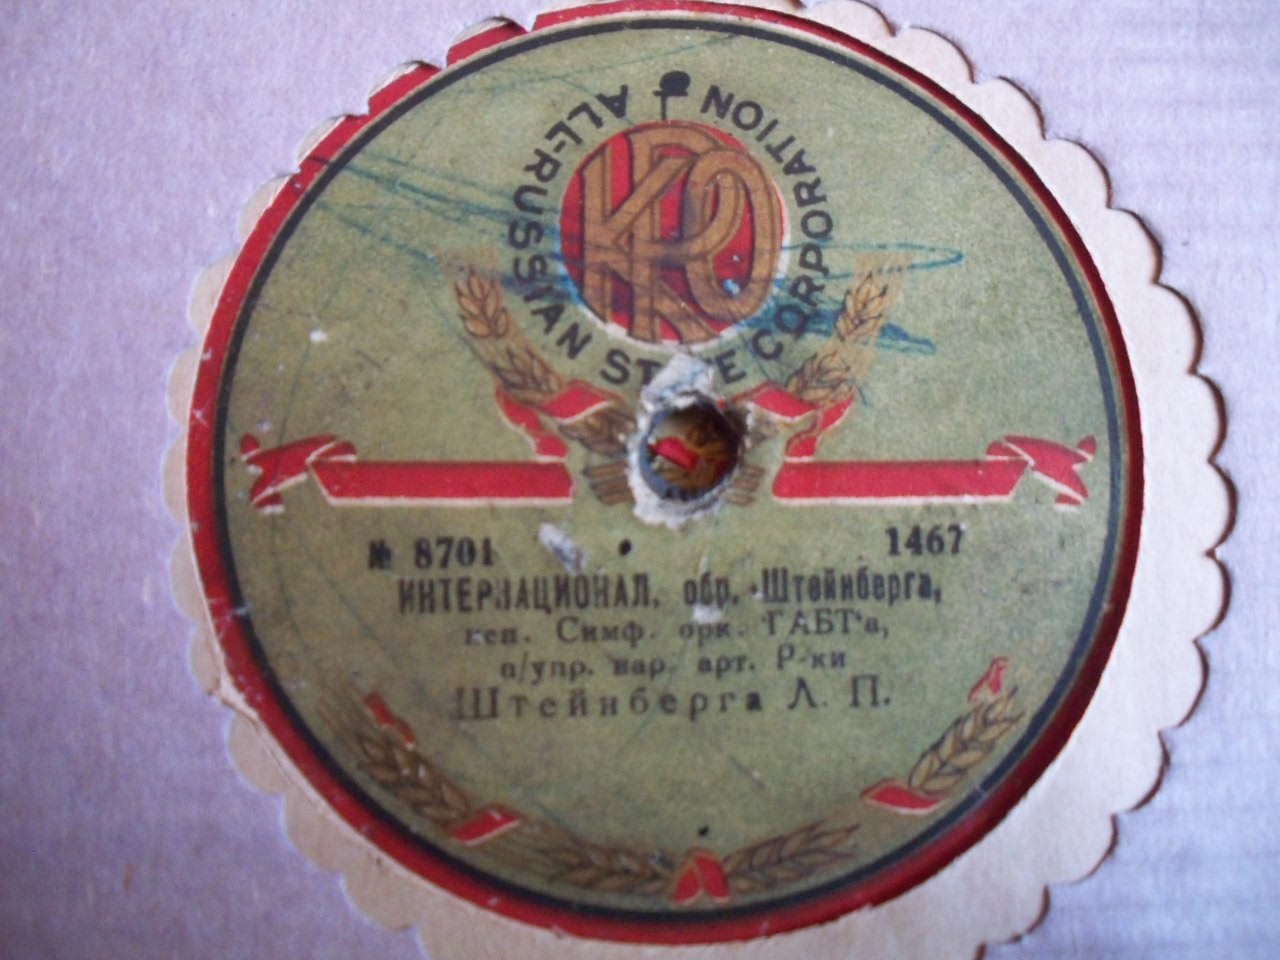 ALL-RUSSIAN STATE CORPORATION
КРО
№ 8701 1467
ИНТЕРНАЦИОНАЛ, обр. Штейнберга,
исп. Симф. орк. ГАБТ'а,
п/упр. нар. арт. Р-ки
Штейнберга Л. П.